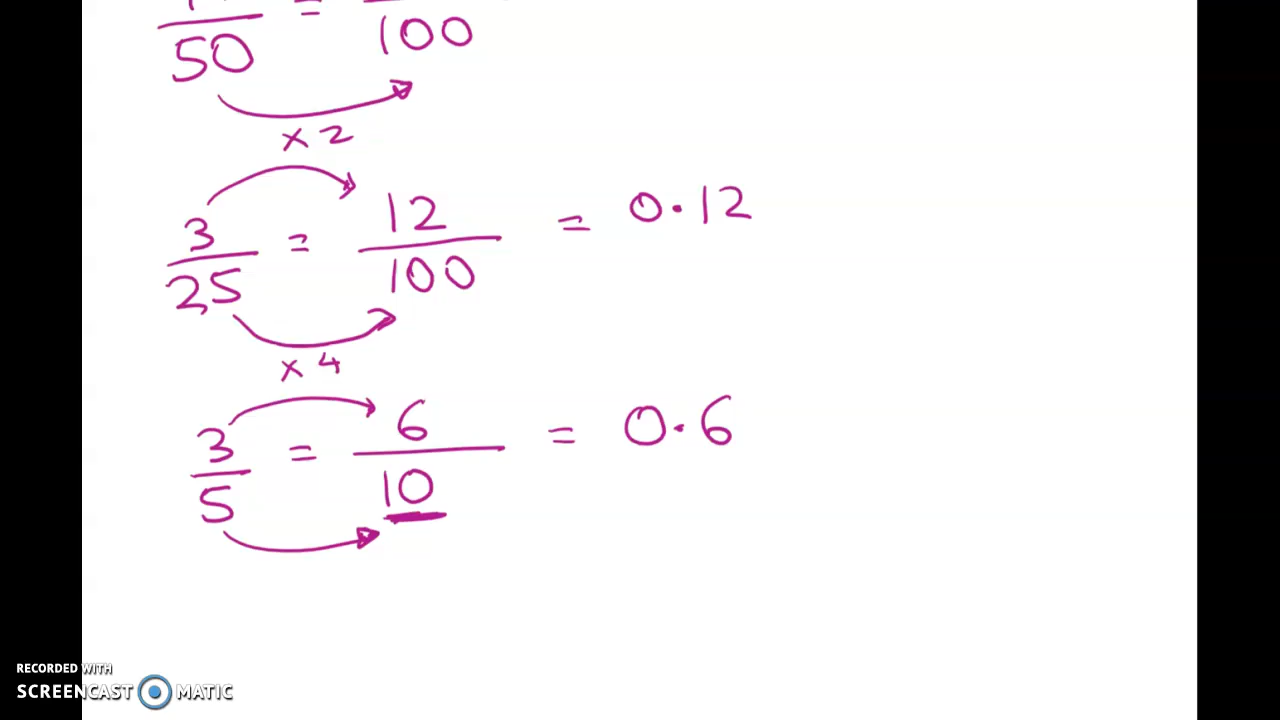 50 = 100
× 2
3/25 = 12/100 = 0.12
× 4
3/5 = 6/10 = 0.6
RECORDED WITH
SCREENCAST MATIC